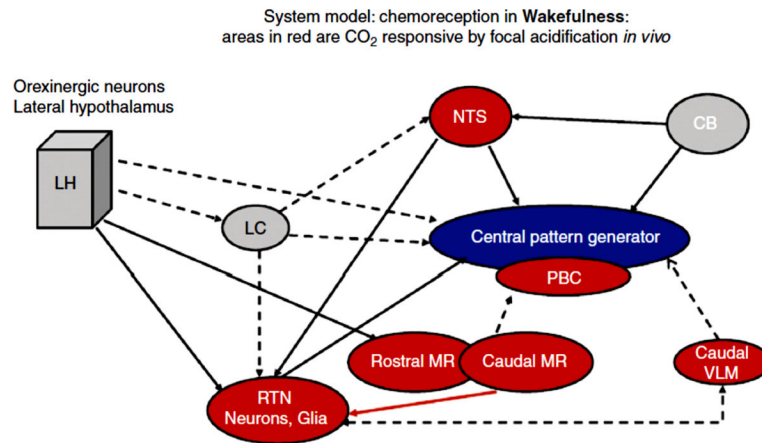 System model: chemoreception in Wakefulness:
areas in red are CO₂ responsive by focal acidification in vivo
Orexinergic neurons
Lateral hypothalamus
NTS
CB
LH
LC
Central pattern generator
PBC
Rostral MR
Caudal MR
Caudal
VLM
RTN
Neurons, Glia